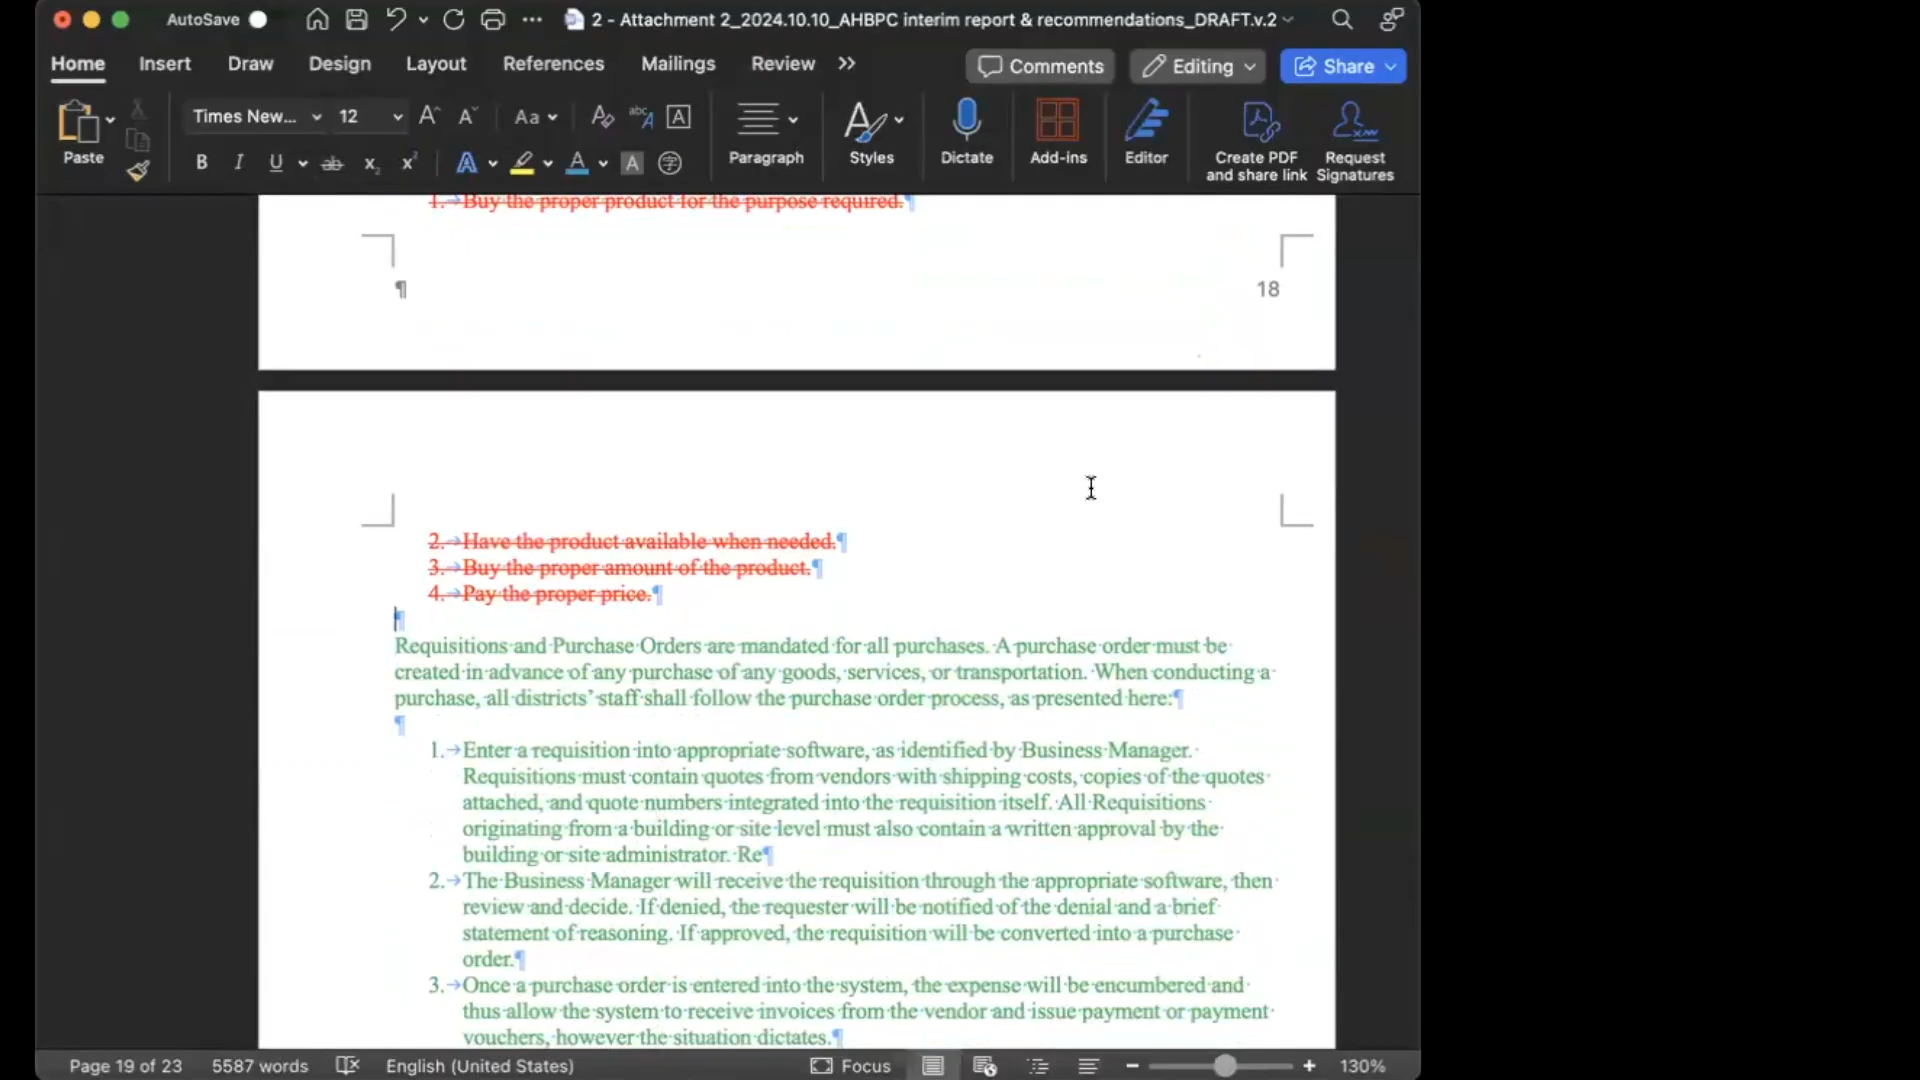 AutoSave
2 - Attachment 2_2024.10.10_AHBPC interim report & recommendations_DRAFT.v.2
Home Insert Draw Design Layout References Mailings Review >> Comments Editing Share
Paste
Times New... 12
Aa
Paragraph
Styles
Dictate
Add-ins
Editor
Create PDF and share link
Request Signatures
1. Buy the proper product for the purpose required.¶
¶ 18
2. Have the product available when needed.¶
3. Buy the proper amount of the product.¶
4. Pay the proper price.¶
¶
Requisitions and Purchase Orders are mandated for all purchases. A purchase order must be
created in advance of any purchase of any goods, services, or transportation. When conducting a
purchase, all districts’ staff shall follow the purchase order process, as presented here:¶
¶
1. Enter a requisition into appropriate software, as identified by Business Manager.
Requisitions must contain quotes from vendors with shipping costs, copies of the quotes
attached, and quote numbers integrated into the requisition itself. All Requisitions
originating from a building or site level must also contain a written approval by the
building or site administrator. Re¶
2. The Business Manager will receive the requisition through the appropriate software, then
review and decide. If denied, the requester will be notified of the denial and a brief
statement of reasoning. If approved, the requisition will be converted into a purchase
order.¶
3. Once a purchase order is entered into the system, the expense will be encumbered and
thus allow the system to receive invoices from the vendor and issue payment or payment
vouchers, however the situation dictates.¶
Page 19 of 23 5587 words English (United States) Focus 130%